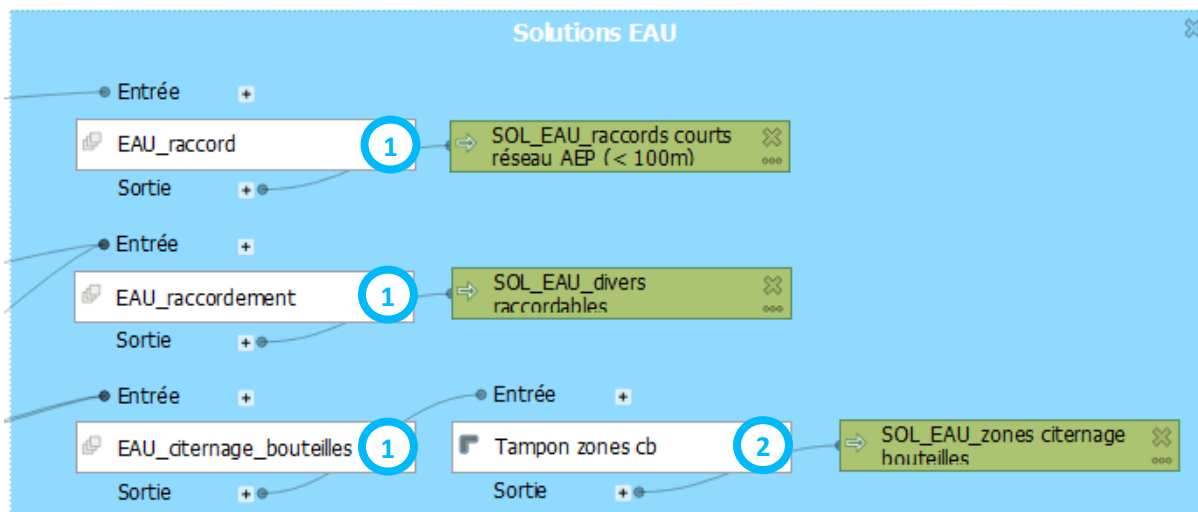 Solutions EAU
Entrée
EAU_raccord 1
SOL_EAU_raccords courts
réseau AEP (< 100m)
Sortie
Entrée
EAU_raccordement 1
SOL_EAU_divers
raccordables
Sortie
Entrée
Entrée
EAU_citernage_bouteilles 1
Tampon zones cb 2
SOL_EAU_zones citernage
bouteilles
Sortie
Sortie